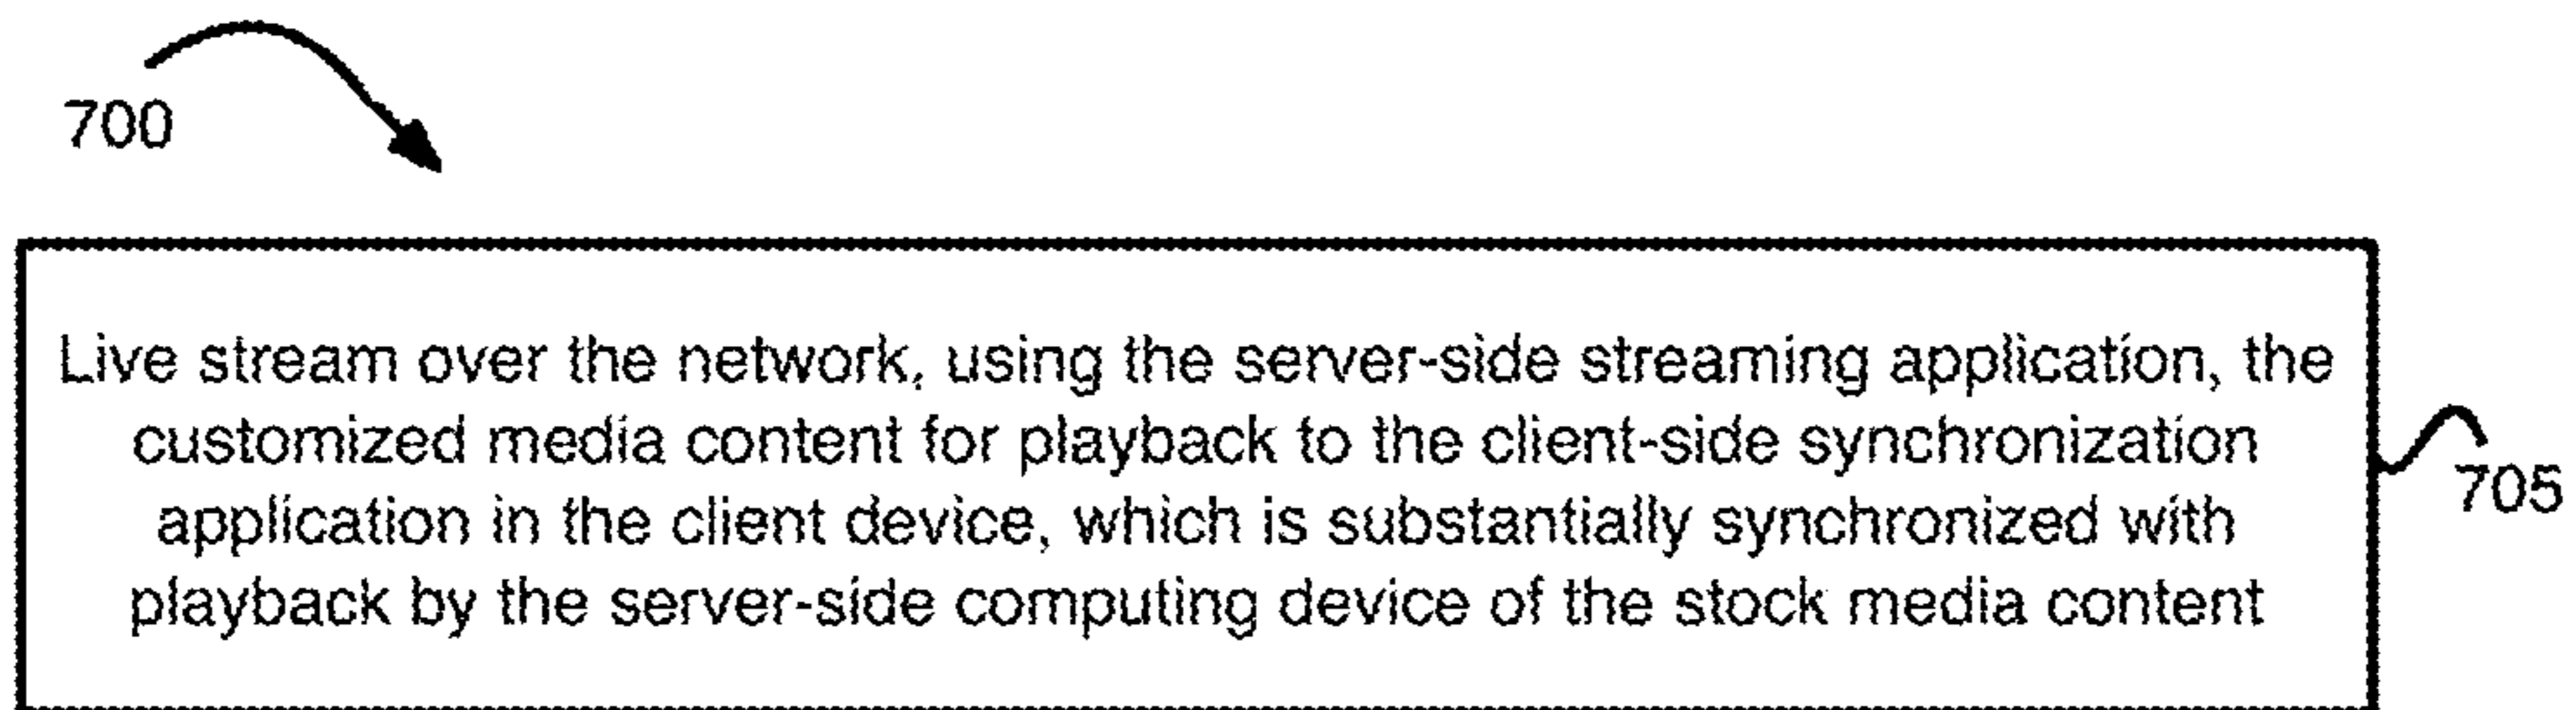 700
Live stream over the network, using the server-side streaming application, the
customized media content for playback to the client-side synchronization
application in the client device, which is substantially synchronized with
playback by the server-side computing device of the stock media content
705